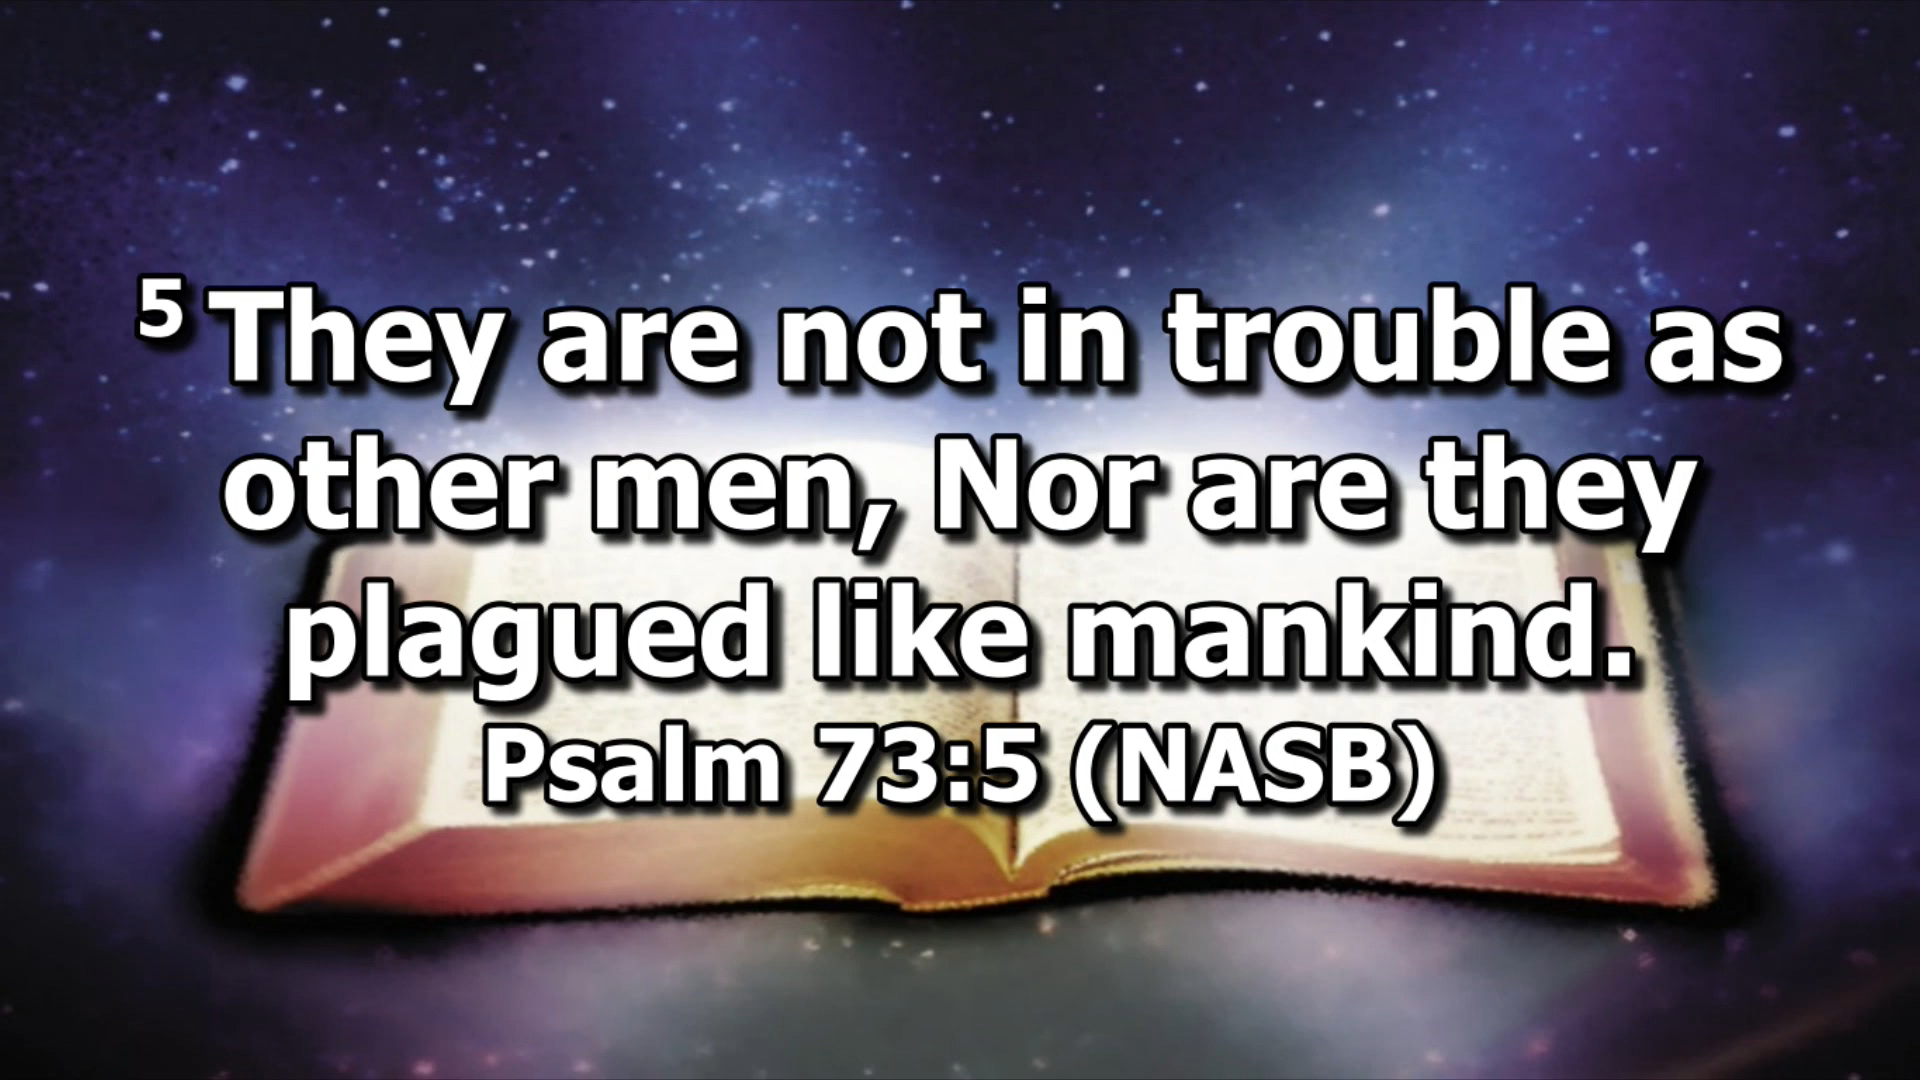 5 They are not in trouble as
other men, Nor are they
plagued like mankind.
Psalm 73:5 (NASB)